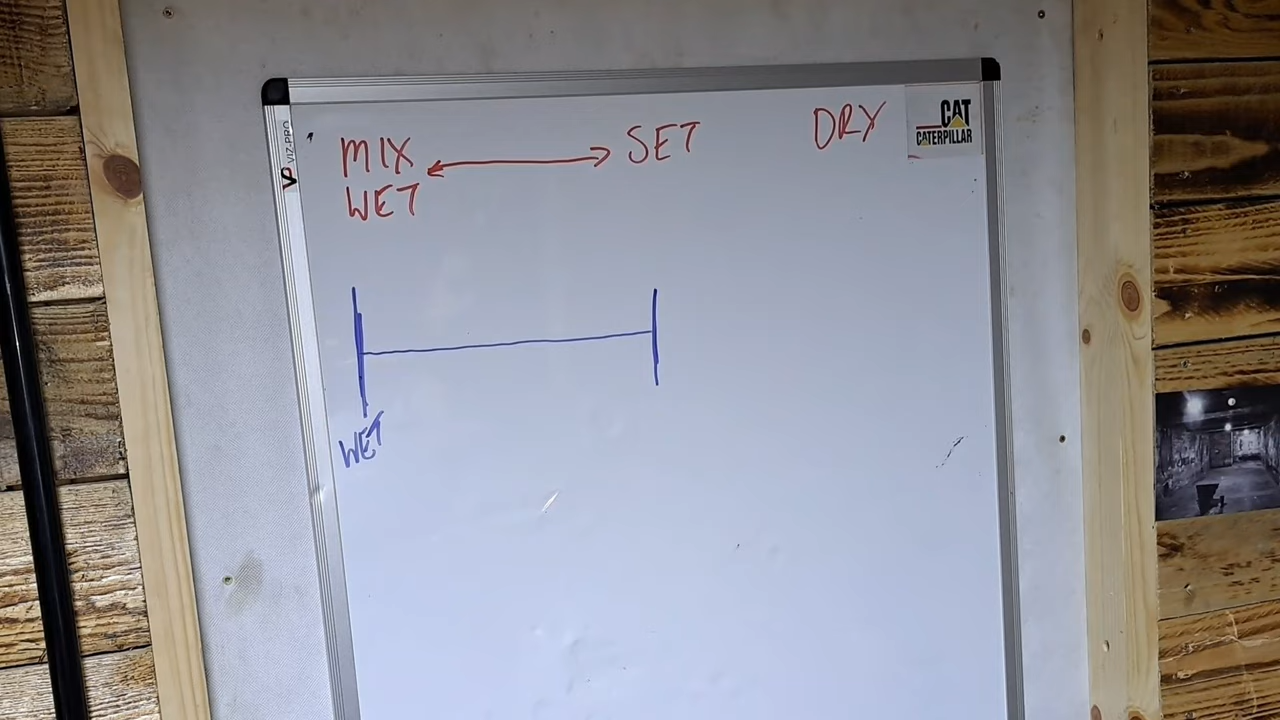 MIX SET DRY
WET
WET
CAT
CATERPILLAR
VIZ-PRO